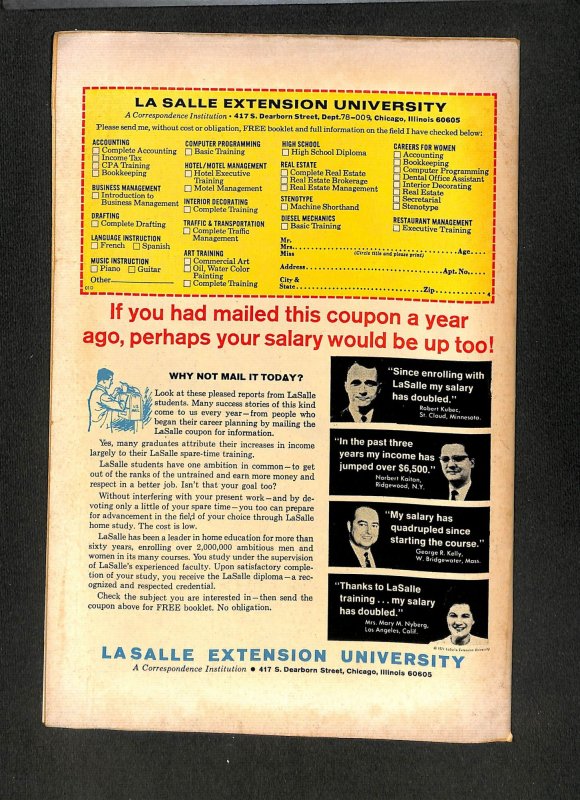 LA SALLE EXTENSION UNIVERSITY
A Correspondence Institution • 417 S. Dearborn Street, Dept. 78-009, Chicago, Illinois 60605
Please send me, without cost or obligation, FREE booklet and full information on the field I have checked below:
ACCOUNTING
Complete Accounting
Income Tax
CPA Training
Bookkeeping
BUSINESS MANAGEMENT
Introduction to
Business Management
DRAFTING
Complete Drafting
LANGUAGE INSTRUCTION
French Spanish
MUSIC INSTRUCTION
Piano Guitar
Other
010
COMPUTER PROGRAMMING
Basic Training
HOTEL/MOTEL MANAGEMENT
Hotel Executive
Training
Motel Management
INTERIOR DECORATING
Complete Training
TRAFFIC & TRANSPORTATION
Complete Traffic
Management
ART TRAINING
Commercial Art
Oil, Water Color
Painting
Complete Training
HIGH SCHOOL
High School Diploma
REAL ESTATE
Complete Real Estate
Real Estate Brokerage
Real Estate Management
STENOTYPE
Machine Shorthand
DIESEL MECHANICS
Basic Training
CAREERS FOR WOMEN
Accounting
Bookkeeping
Computer Programming
Dental Office Assistant
Interior Decorating
Real Estate
Secretarial
Stenotype
RESTAURANT MANAGEMENT
Executive Training
Mr.
Mrs. Age
Miss (Circle title and please print)
Address Apt. No.
City &
State Zip
4
If you had mailed this coupon a year
ago, perhaps your salary would be up too!
WHY NOT MAIL IT TODAY?
Look at these pleased reports from LaSalle
students. Many success stories of this kind
come to us every year—from people who
began their career planning by mailing the
LaSalle coupon for information.
Yes, many graduates attribute their increases in income
largely to their LaSalle spare-time training.
LaSalle students have one ambition in common—to get
out of the ranks of the untrained and earn more money and
respect in a better job. Isn't that your goal too?
Without interfering with your present work—and by de-
voting only a little of your spare time—you too can prepare
for advancement in the field of your choice through LaSalle
home study. The cost is low.
LaSalle has been a leader in home education for more than
sixty years, enrolling over 2,000,000 ambitious men and
women in its many courses. You study under the supervision
of LaSalle's experienced faculty. Upon satisfactory comple-
tion of your study, you receive the LaSalle diploma—a rec-
ognized and respected credential.
Check the subject you are interested in—then send the
coupon above for FREE booklet. No obligation.
"Since enrolling with
LaSalle my salary
has doubled."
Robert Kubec,
St. Cloud, Minnesota.
"In the past three
years my income has
jumped over $6,500."
Norbert Kaiton,
Ridgewood, N.Y.
"My salary has
quadrupled since
starting the course."
George R. Kelly,
W. Bridgewater, Mass.
"Thanks to LaSalle
training . . . my salary
has doubled."
Mrs. Mary M. Nyberg,
Los Angeles, Calif.
LASALLE EXTENSION UNIVERSITY
A Correspondence Institution • 417 S. Dearborn Street, Chicago, Illinois 60605